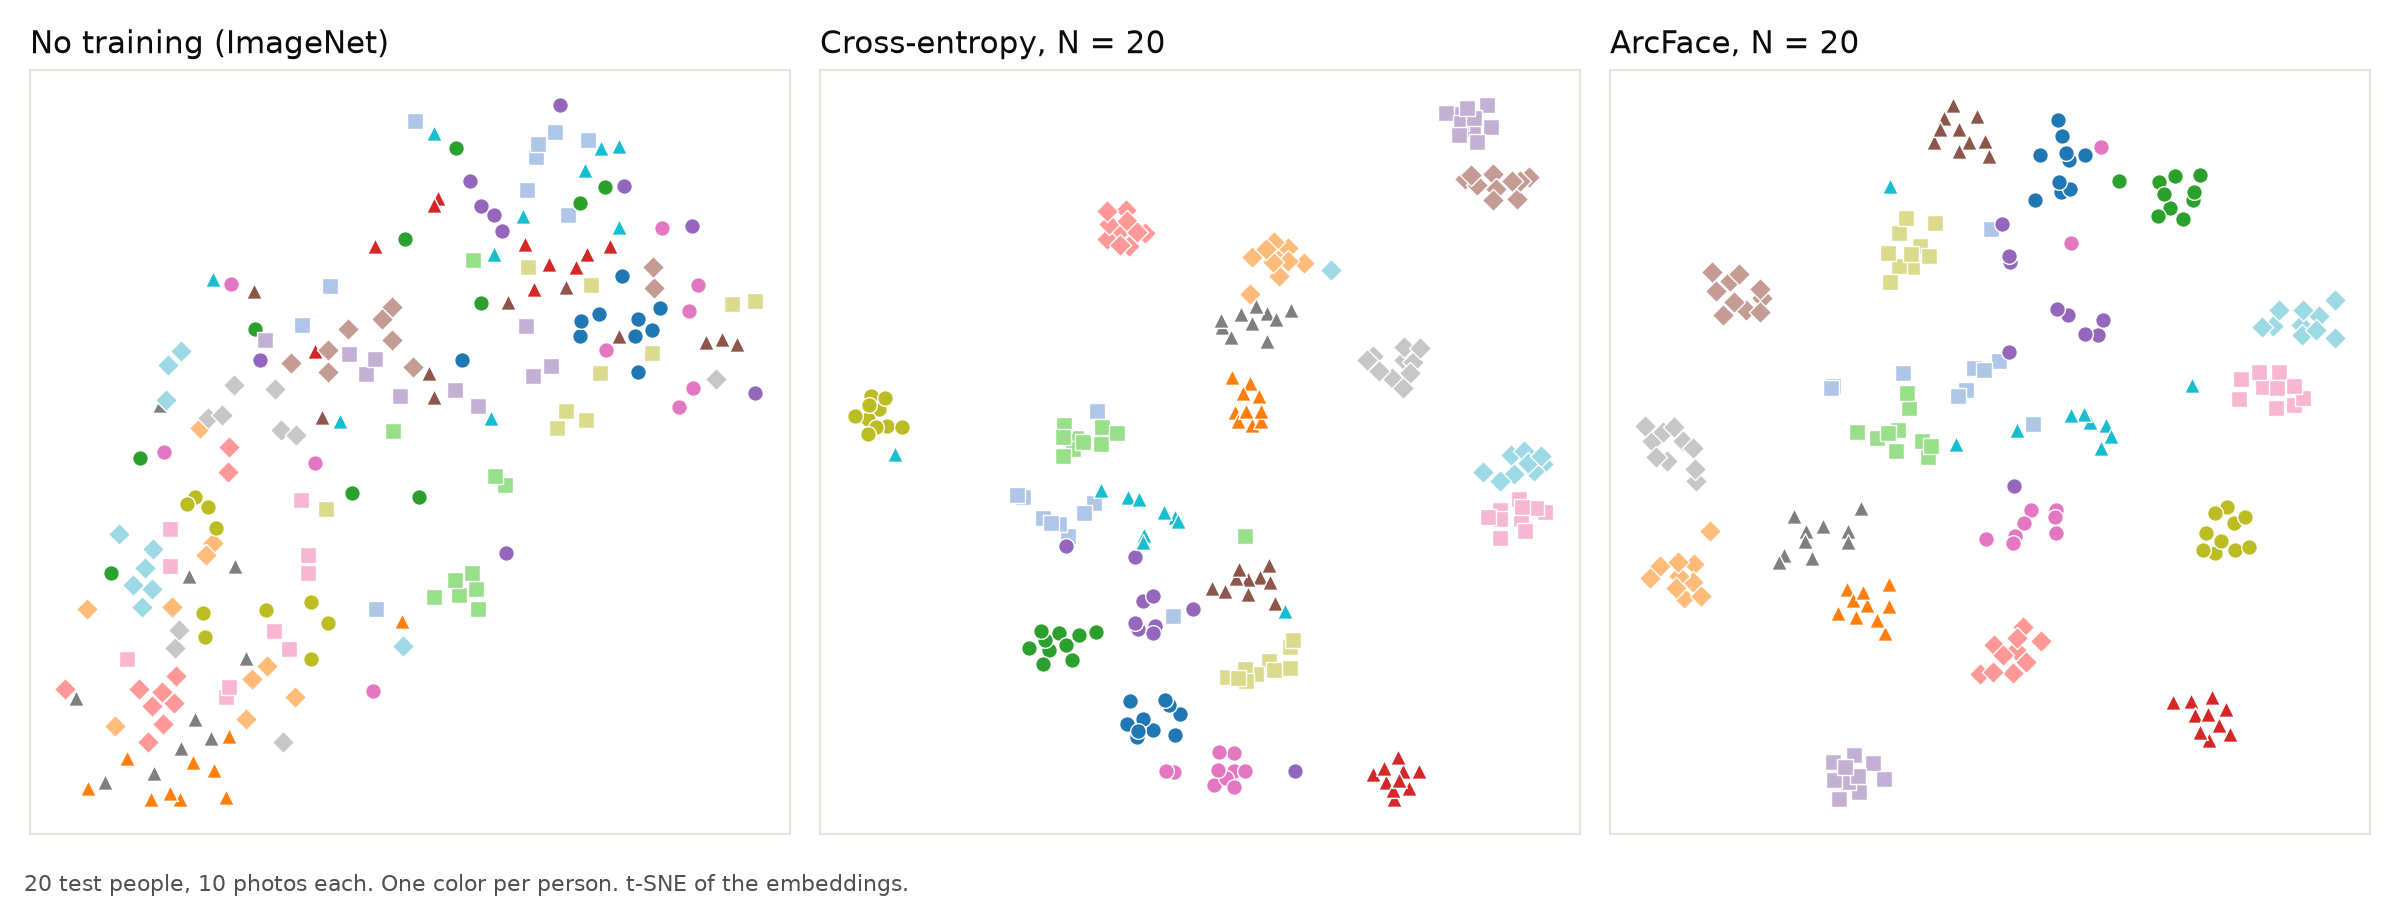 No training (ImageNet)
Cross-entropy, N = 20
ArcFace, N = 20
20 test people, 10 photos each. One color per person. t-SNE of the embeddings.